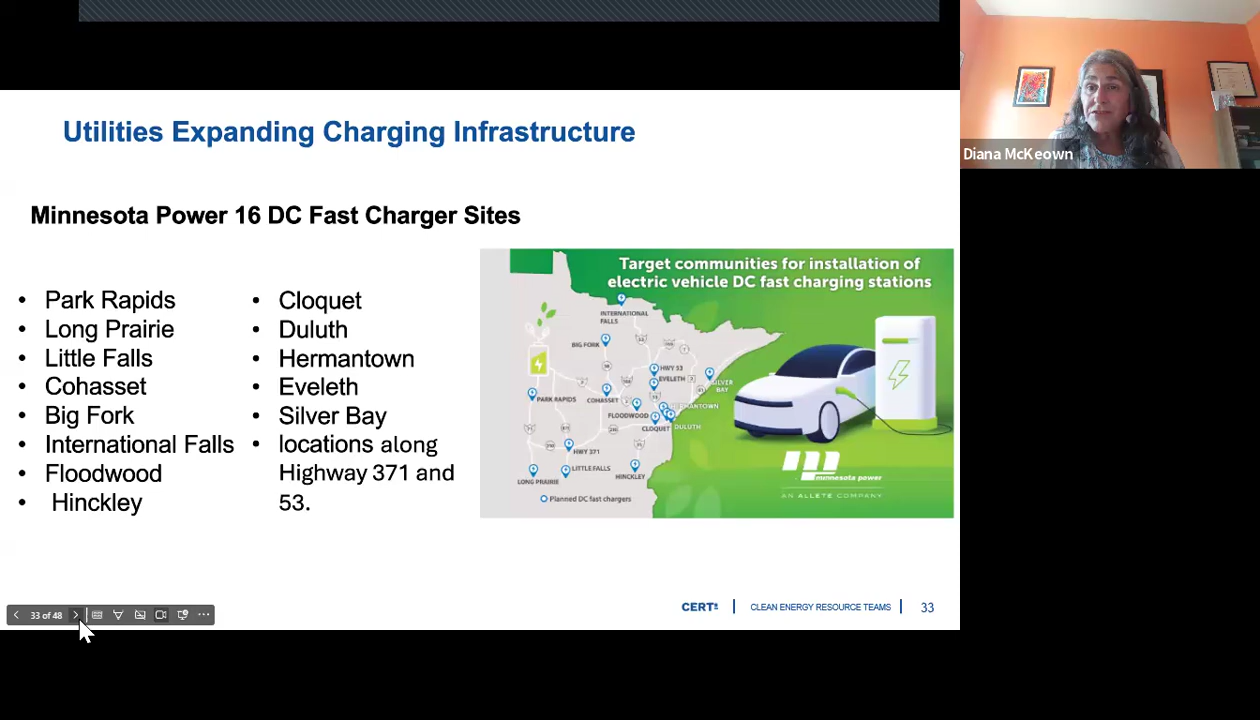 Utilities Expanding Charging Infrastructure
Diana McKeown
Minnesota Power 16 DC Fast Charger Sites
• Park Rapids
• Long Prairie
• Little Falls
• Cohasset
• Big Fork
• International Falls
• Floodwood
• Hinckley
• Cloquet
• Duluth
• Hermantown
• Eveleth
• Silver Bay
• locations along
Highway 371 and
53.
Target communities for installation of
electric vehicle DC fast charging stations
INTERNATIONAL
FALLS
BIG FORK
HWY 53
EVELETH
SILVER
BAY
PARK RAPIDS
COHASSET
HERMANTOWN
FLOODWOOD
CLOQUET
DULUTH
HWY 371
LITTLE FALLS
LONG PRAIRIE
HINCKLEY
Planned DC fast chargers
minnesota power
AN ALLETE COMPANY
33 of 48
CERTs
CLEAN ENERGY RESOURCE TEAMS
33